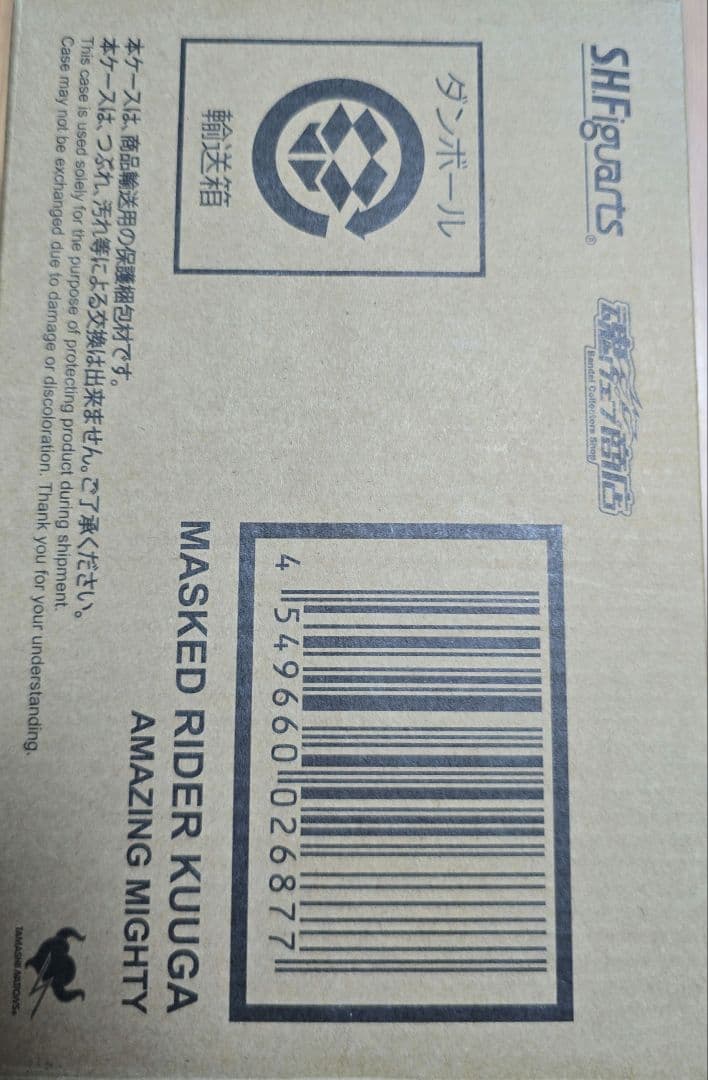 S.H.Figuarts®
魂ウェブ商店
Bandai Collectors Shop
ダンボール
輸送箱
4 549660 026877
MASKED RIDER KUUGA
AMAZING MIGHTY
本ケースは、商品輸送用の保護梱包材です。
本ケースは、つぶれ、汚れ等による交換は出来ません。ご了承ください。
This case is used solely for the purpose of protecting product during shipment.
Case may not be exchanged due to damage or discoloration. Thank you for your understanding.
TAMASHII NATIONS